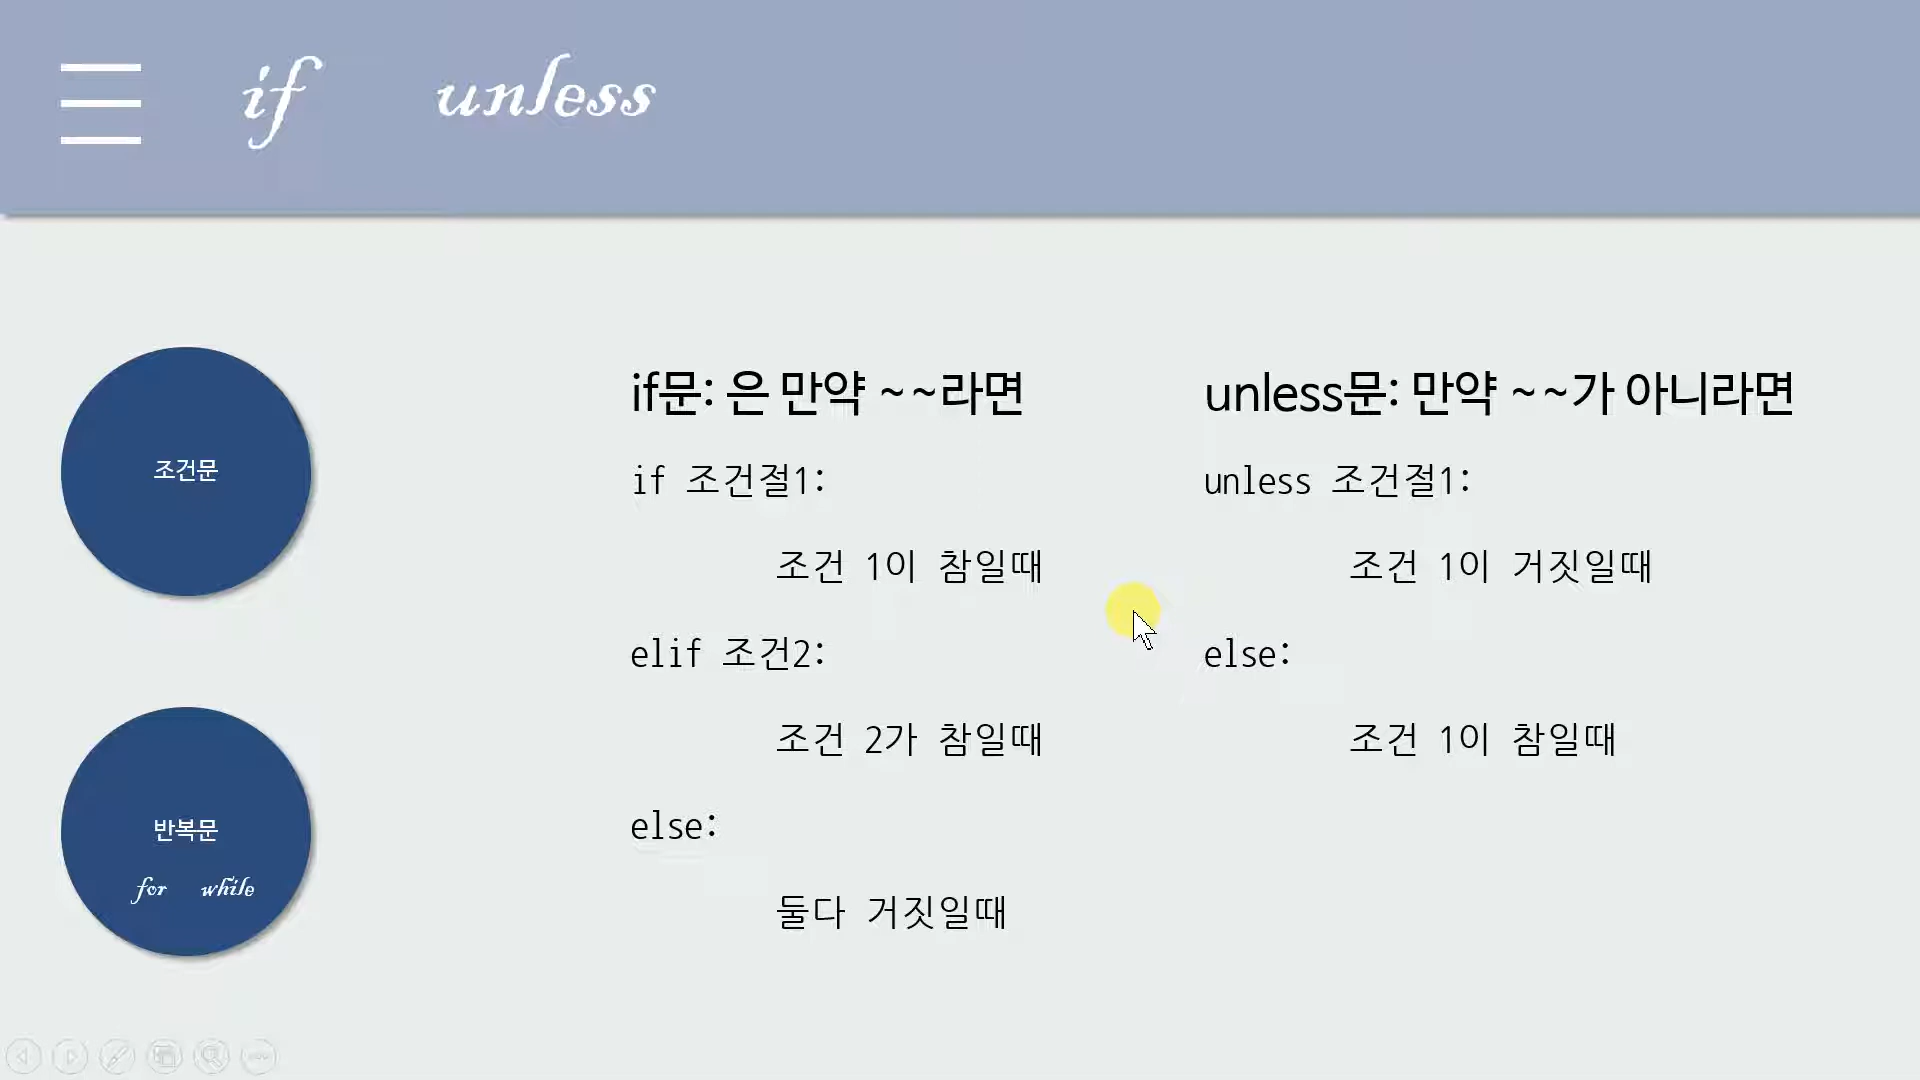 if unless
조건문
반복문
for while
if문: 은 만약 ~~라면
if 조건절1:
조건 1이 참일때
elif 조건2:
조건 2가 참일때
else:
둘다 거짓일때
unless문: 만약 ~~가 아니라면
unless 조건절1:
조건 1이 거짓일때
else:
조건 1이 참일때